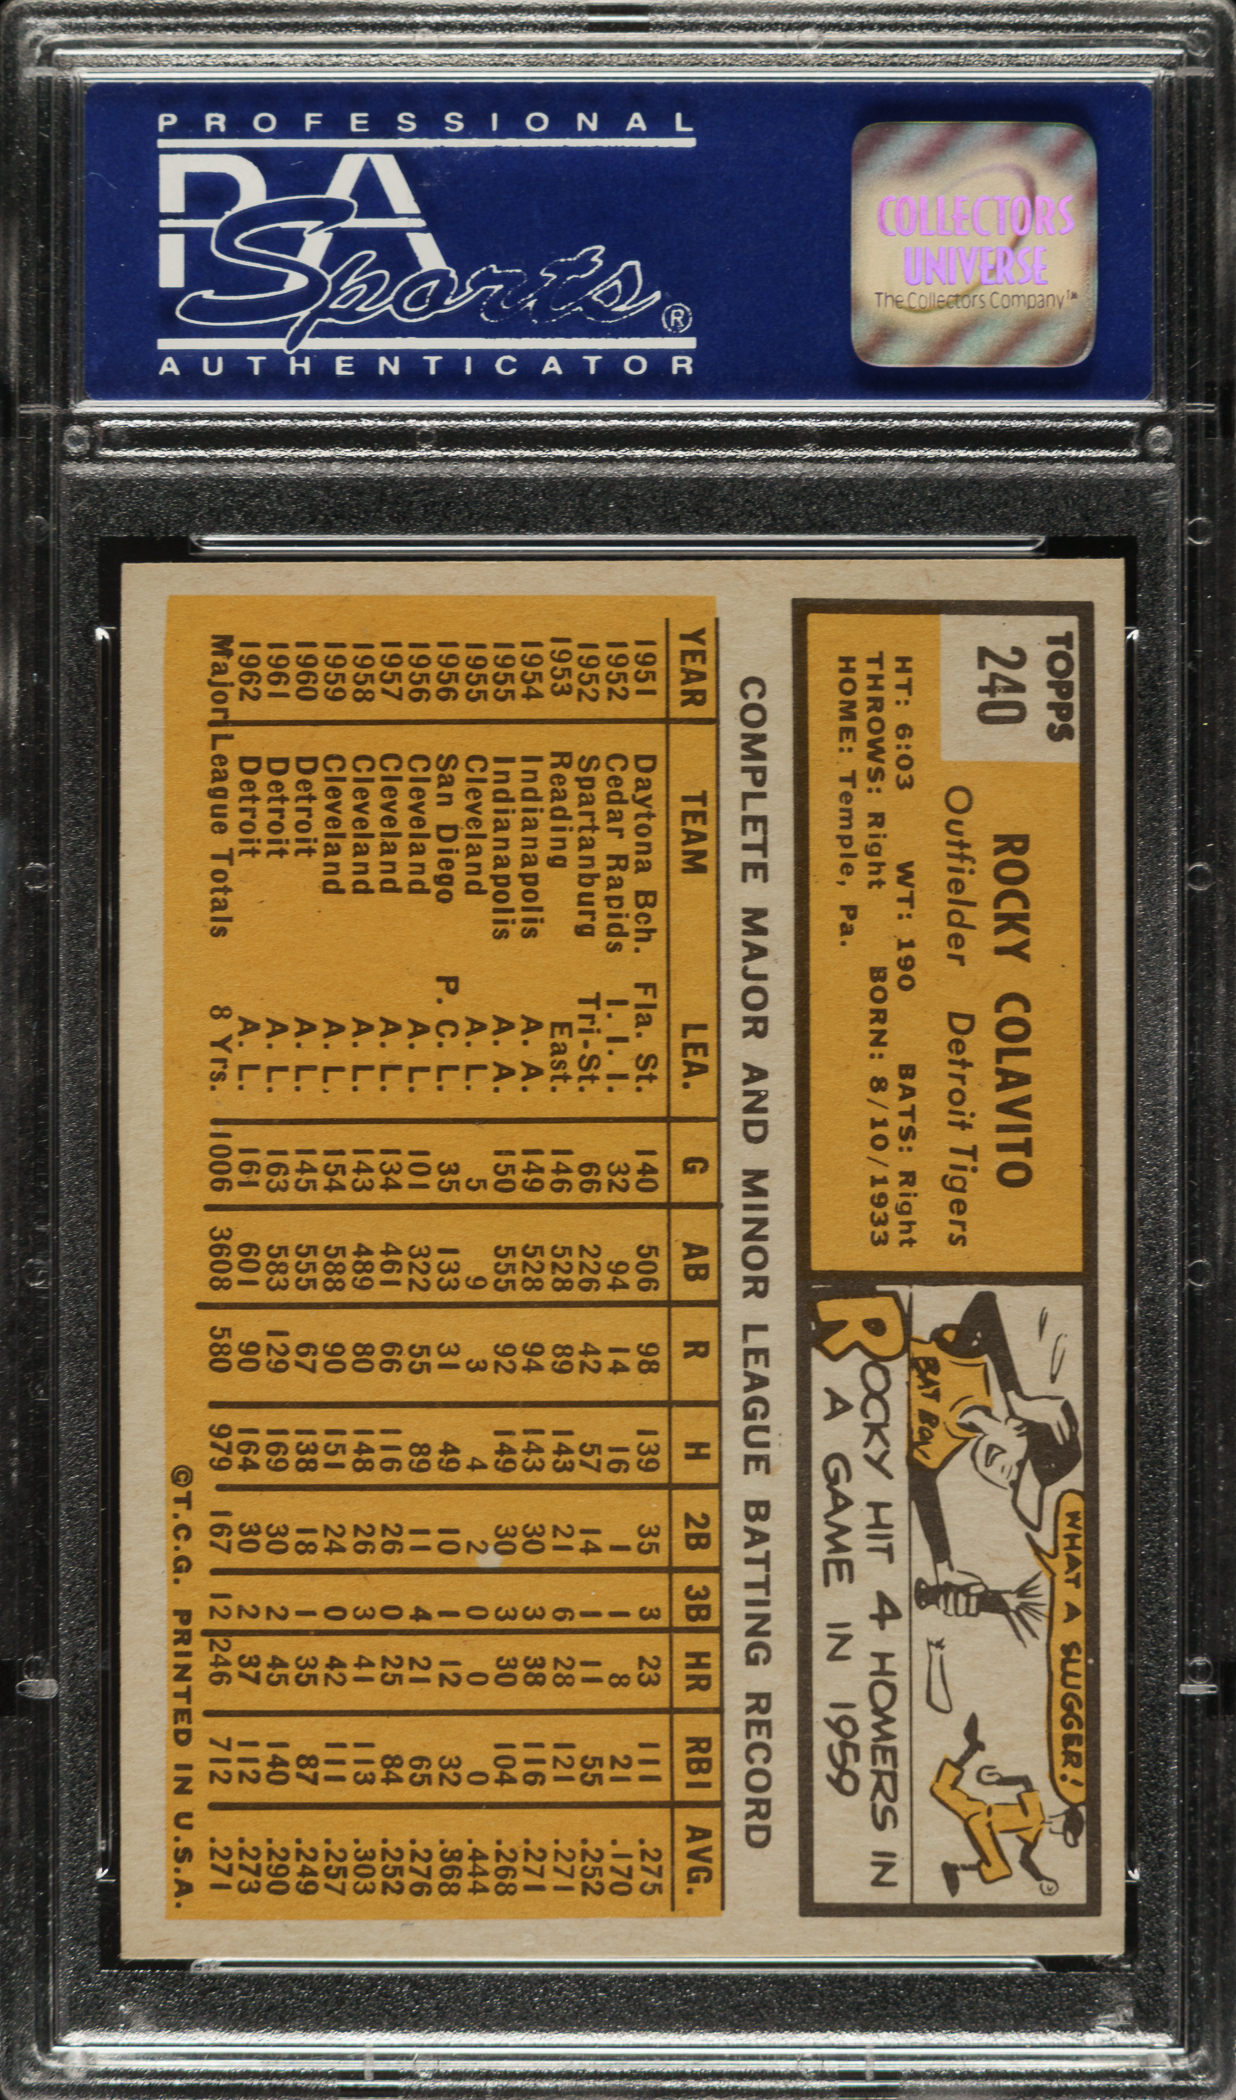 PROFESSIONAL
PSA
Sports®
AUTHENTICATOR
COLLECTORS
UNIVERSE
The Collectors Company™
TOPPS
240
ROCKY COLAVITO
Outfielder Detroit Tigers
HT: 6:03 WT: 190 BATS: Right
THROWS: Right BORN: 8/10/1933
HOME: Temple, Pa.
WHAT A SLUGGER!
BAT BOY
ROCKY HIT 4 HOMERS IN
A GAME IN 1959
COMPLETE MAJOR AND MINOR LEAGUE BATTING RECORD
YEAR TEAM LEA. G AB R H 2B 3B HR RBI AVG.
1951 Daytona Bch. Fla. St. 140 506 98 139 35 3 23 111 .275
1952 Cedar Rapids I. I. I. 32 94 14 16 1 1 8 21 .170
1952 Spartanburg Tri-St. 66 226 42 57 14 1 11 55 .252
1953 Reading East. 146 528 89 143 21 6 28 121 .271
1954 Indianapolis A. A. 149 528 94 143 30 3 38 116 .271
1955 Indianapolis A. A. 150 555 92 149 30 3 30 104 .268
1955 Cleveland A. L. 5 9 3 4 2 0 0 0 .444
1956 San Diego P. C. L. 35 133 31 49 10 1 12 32 .368
1956 Cleveland A. L. 101 322 55 89 11 4 21 65 .276
1957 Cleveland A. L. 134 461 66 116 26 0 25 84 .252
1958 Cleveland A. L. 143 489 80 148 26 3 41 113 .303
1959 Cleveland A. L. 154 588 90 151 24 0 42 111 .257
1960 Detroit A. L. 145 555 67 138 18 1 35 87 .249
1961 Detroit A. L. 163 583 129 169 30 2 45 140 .290
1962 Detroit A. L. 161 601 90 164 30 2 37 112 .273
Major League Totals 8 Yrs. 1006 3608 580 979 167 12 246 712 .271
©T.C.G. PRINTED IN U.S.A.